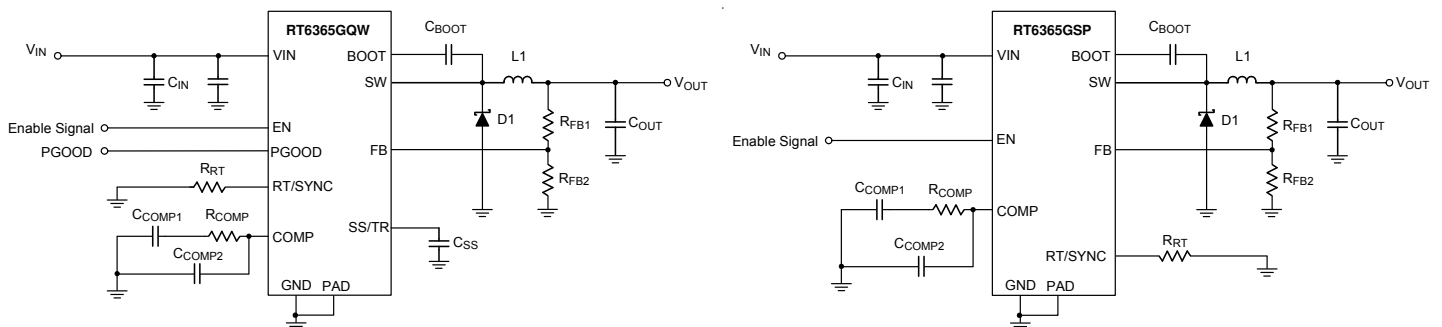 RT6365GQW
VIN
CIN
VIN
BOOT
CBOOT
SW
L1
VOUT
Enable Signal
EN
PGOOD
PGOOD
D1
RFB1
COUT
FB
RFB2
RRT
RT/SYNC
CCOMP1
RCOMP
COMP
CCOMP2
SS/TR
CSS
GND
PAD
RT6365GSP
VIN
CIN
VIN
BOOT
CBOOT
SW
L1
VOUT
Enable Signal
EN
D1
RFB1
COUT
FB
RFB2
CCOMP1
RCOMP
COMP
CCOMP2
RT/SYNC
RRT
GND
PAD